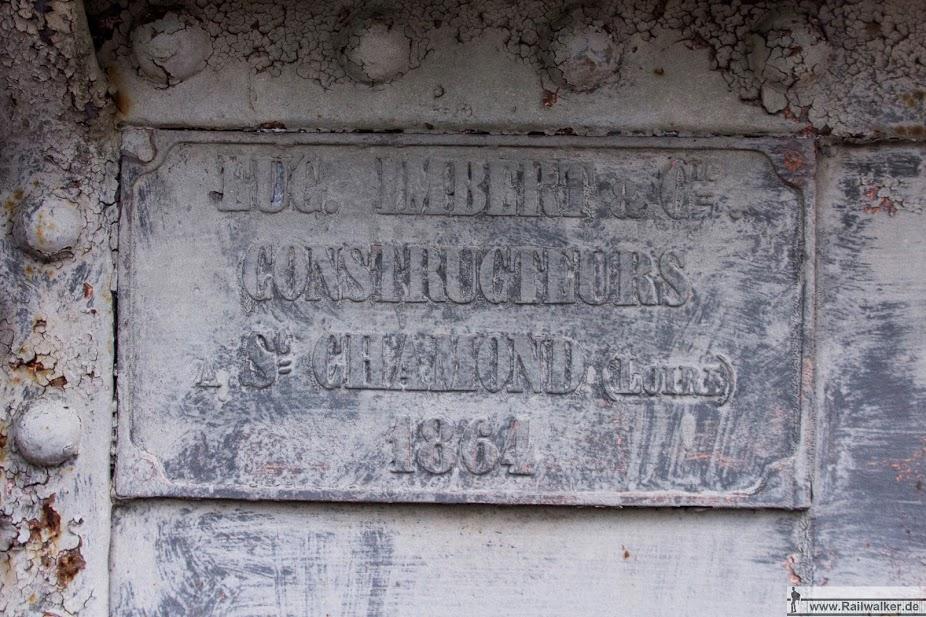 EUG. IMBERT & Cie.
CONSTRUCTEURS
A St CHAMOND (LOIRE)
1864
www.Railwalker.de